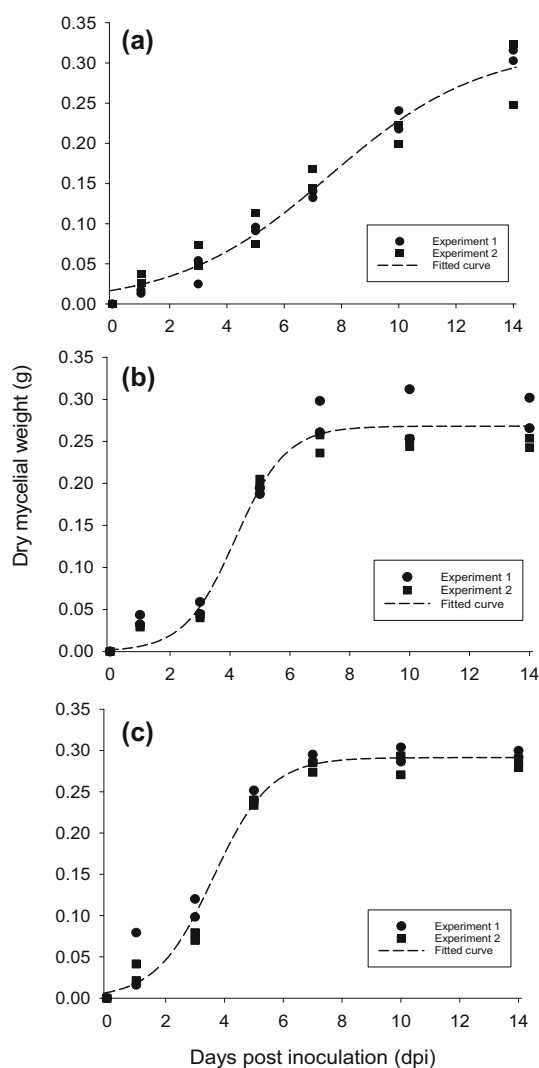 (a)
0.35
0.30
0.25
0.20
0.15
0.10
0.05
0.00
Experiment 1
Experiment 2
Fitted curve
0 2 4 6 8 10 12 14
Dry mycelial weight (g)
(b)
0.35
0.30
0.25
0.20
0.15
0.10
0.05
0.00
Experiment 1
Experiment 2
Fitted curve
0 2 4 6 8 10 12 14
(c)
0.35
0.30
0.25
0.20
0.15
0.10
0.05
0.00
Experiment 1
Experiment 2
Fitted curve
0 2 4 6 8 10 12 14
Days post inoculation (dpi)